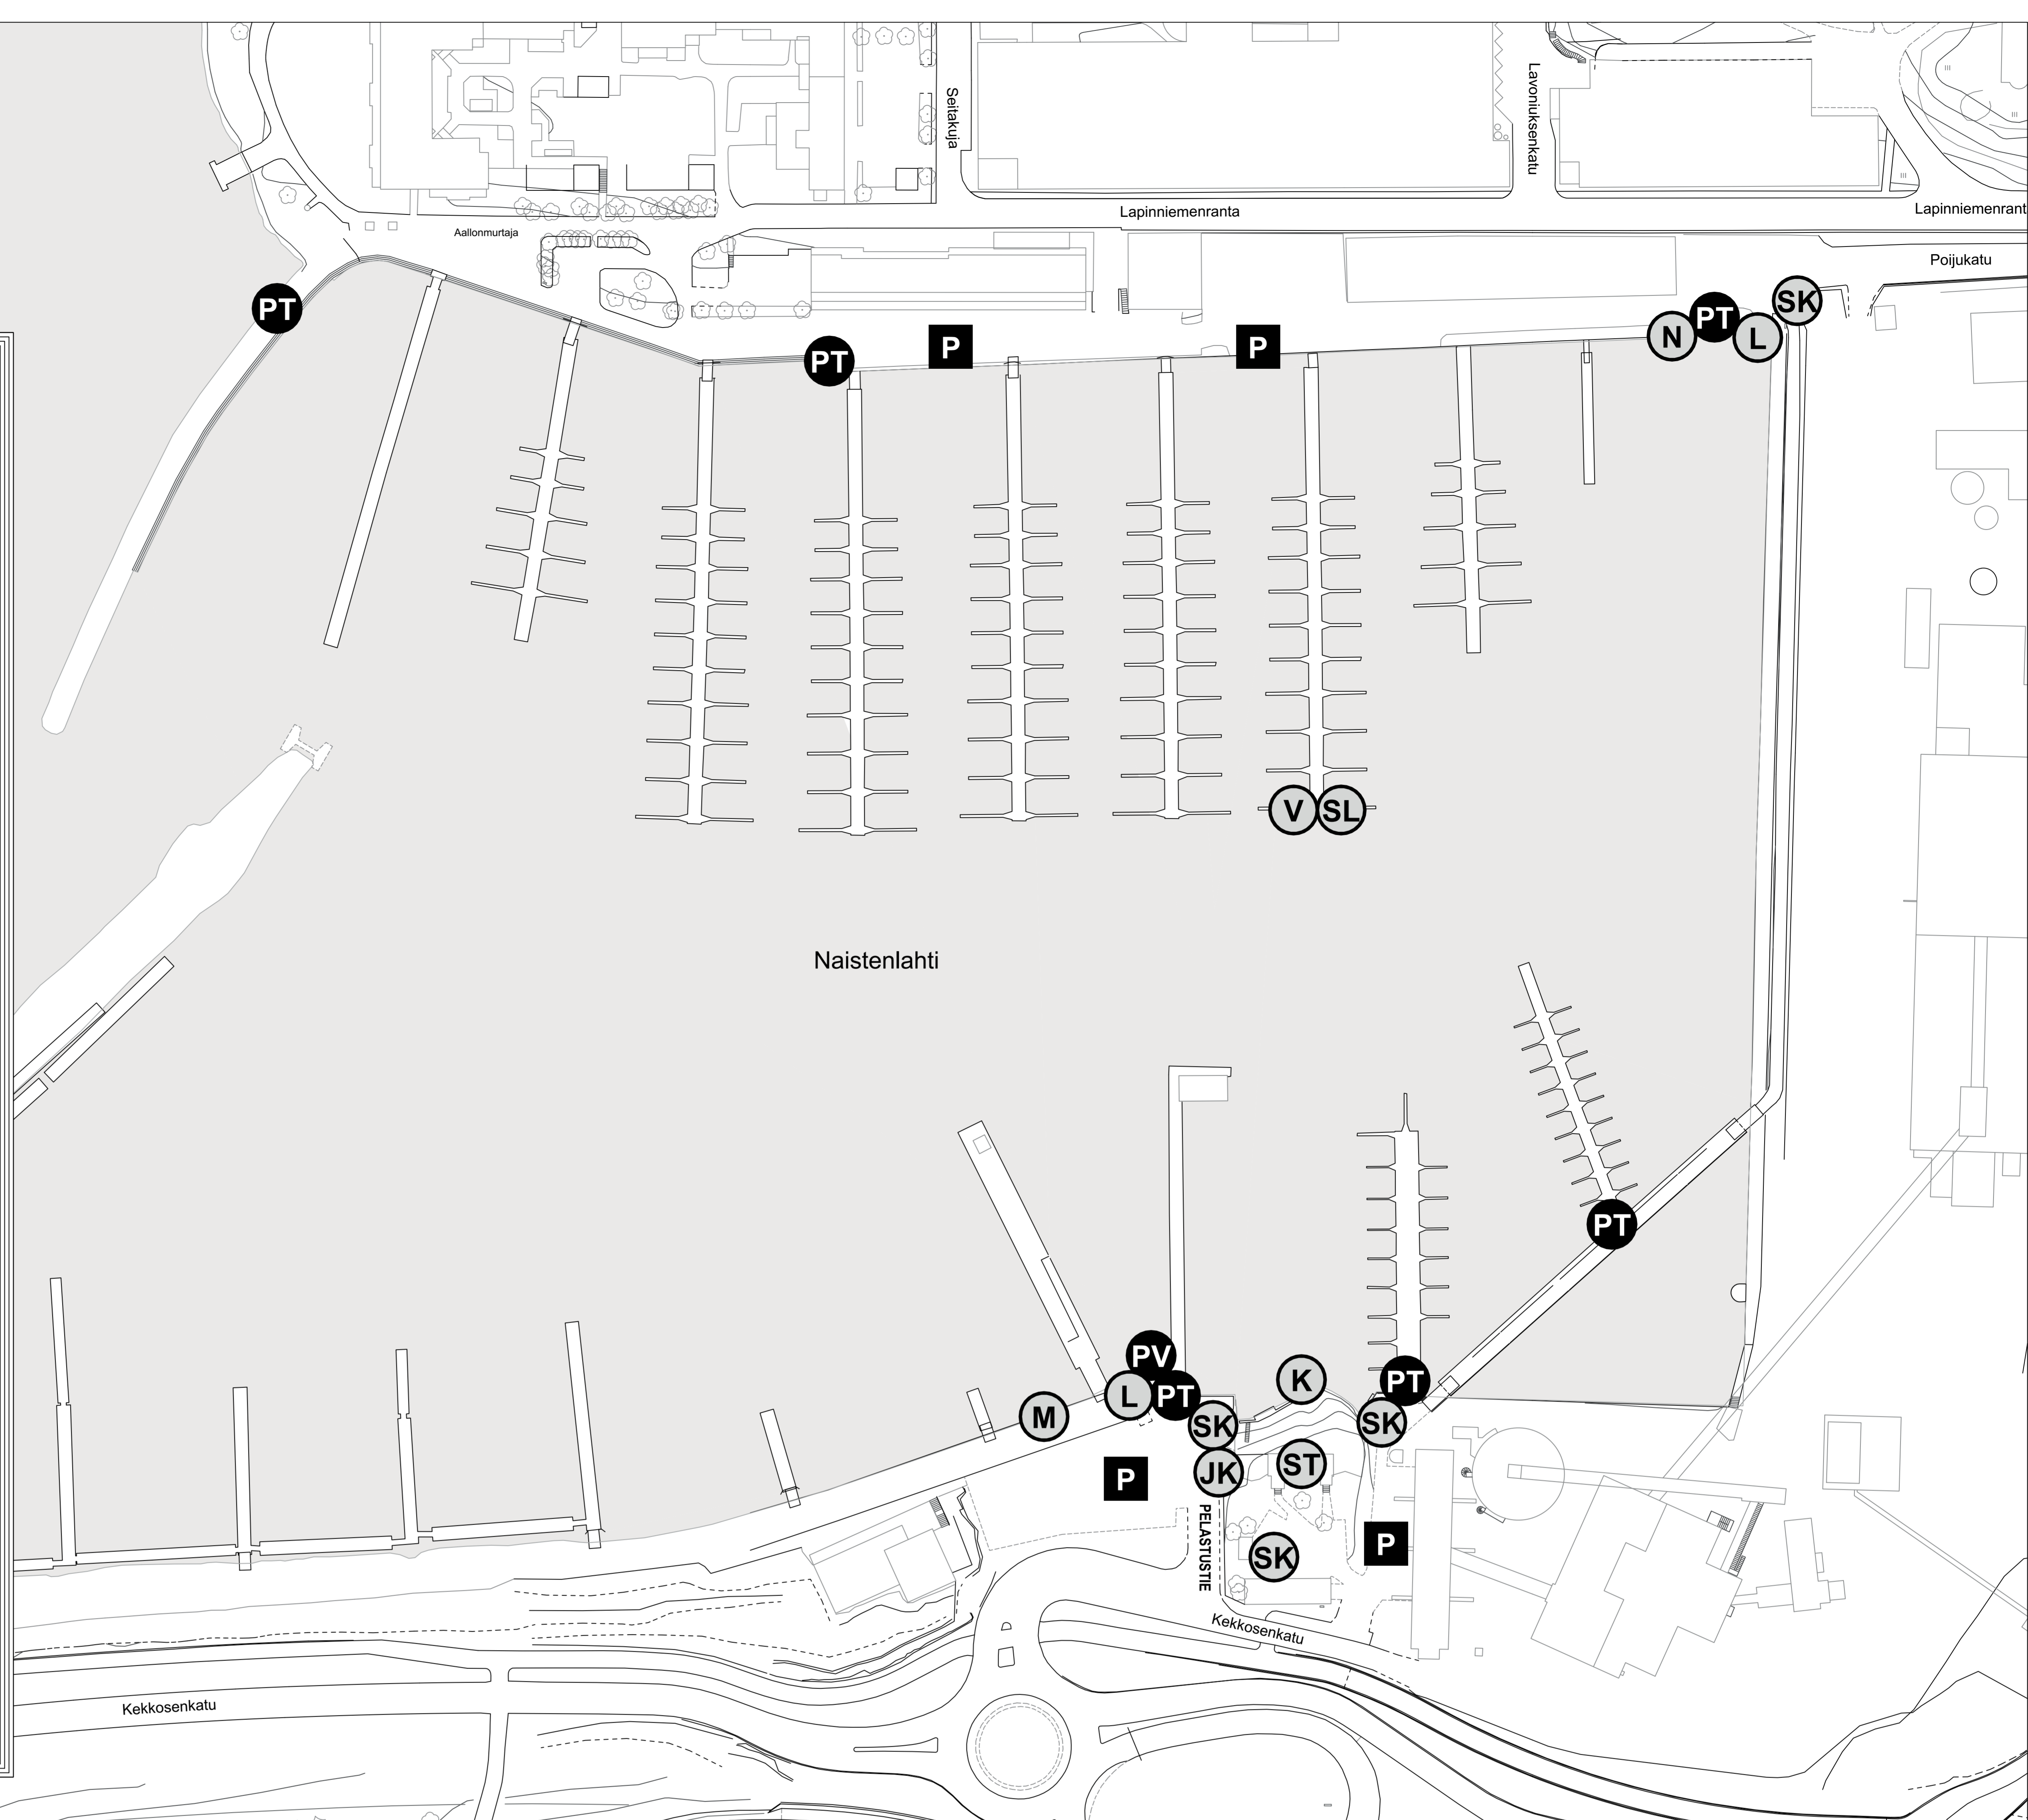 Seitakuja
Lavoniuksenkatu
Lapinniemenranta
Lapinniemenrant
Aallonmurtaja
Poijukatu
PT
SK
PT
N
L
PT
P
P
V
SL
Naistenlahti
PT
PV
L
PT
K
PT
M
SK
SK
JK
ST
P
PELASTUSTIE
P
SK
Kekkosenkatu
Kekkosenkatu